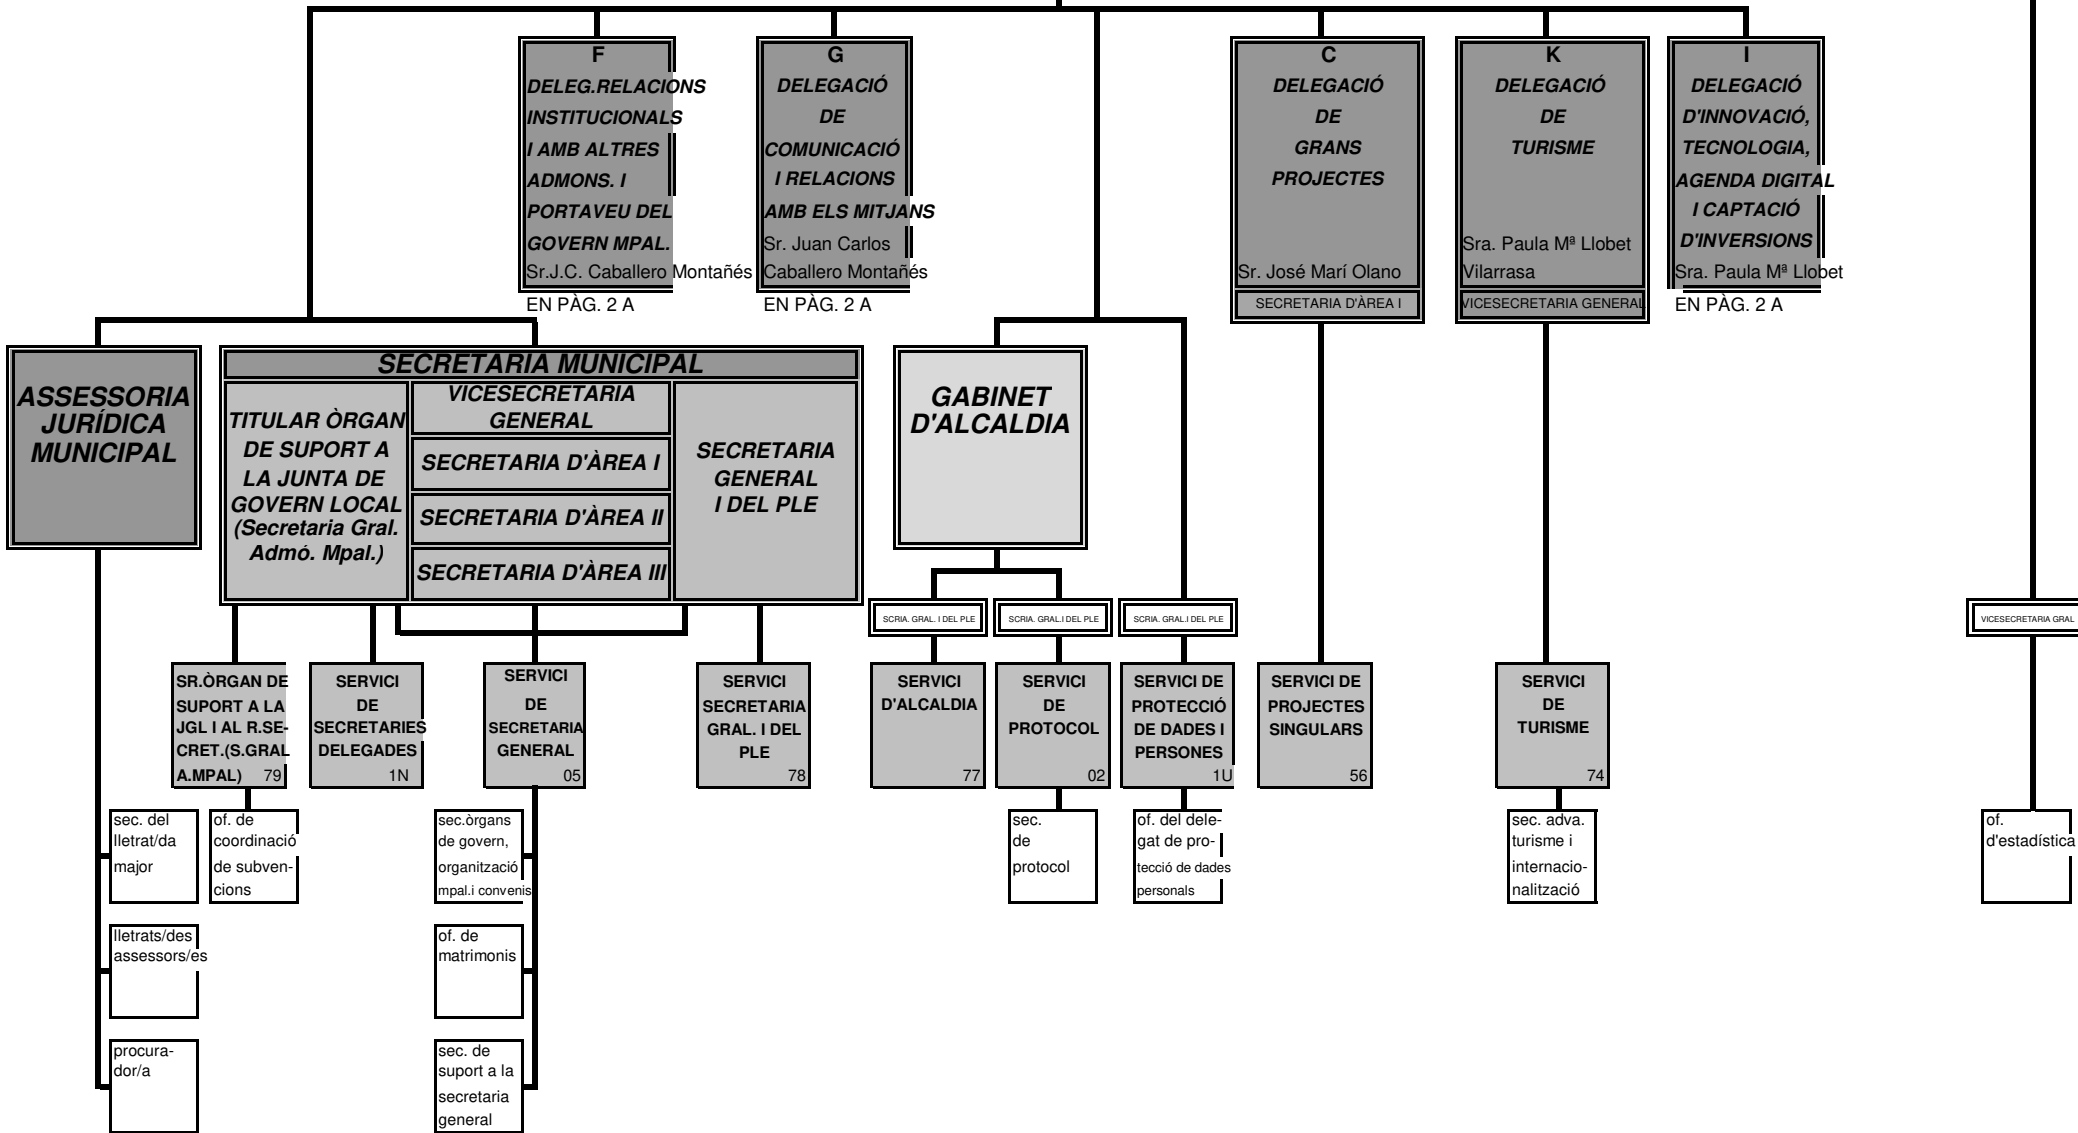 F
DELEG.RELACIONS
INSTITUCIONALS
I AMB ALTRES
ADMONS. I
PORTAVEU DEL
GOVERN MPAL.
Sr.J.C. Caballero Montañés
EN PÀG. 2 A
G
DELEGACIÓ
DE
COMUNICACIÓ
I RELACIONS
AMB ELS MITJANS
Sr. Juan Carlos
Caballero Montañés
EN PÀG. 2 A
C
DELEGACIÓ
DE
GRANS
PROJECTES
Sr. José Marí Olano
SECRETARIA D'ÀREA I
K
DELEGACIÓ
DE
TURISME
Sra. Paula Mª Llobet
Vilarrasa
VICESECRETARIA GENERAL
I
DELEGACIÓ
D'INNOVACIÓ,
TECNOLOGIA,
AGENDA DIGITAL
I CAPTACIÓ
D'INVERSIONS
Sra. Paula Mª Llobet
EN PÀG. 2 A
ASSESSORIA
JURÍDICA
MUNICIPAL
SECRETARIA MUNICIPAL
TITULAR ÒRGAN
DE SUPORT A
LA JUNTA DE
GOVERN LOCAL
(Secretaria Gral.
Admó. Mpal.)
VICESECRETARIA
GENERAL
SECRETARIA D'ÀREA I
SECRETARIA D'ÀREA II
SECRETARIA D'ÀREA III
SECRETARIA
GENERAL
I DEL PLE
GABINET
D'ALCALDIA
SCRIA. GRAL. I DEL PLE
SCRIA. GRAL.I DEL PLE
SCRIA. GRAL.I DEL PLE
VICESECRETARIA GRAL
SR.ÒRGAN DE
SUPORT A LA
JGL I AL R.SE-
CRET.(S.GRAL
A.MPAL) 79
SERVICI
DE
SECRETARIES
DELEGADES
1N
SERVICI
DE
SECRETARIA
GENERAL
05
SERVICI
SECRETARIA
GRAL. I DEL
PLE
78
SERVICI
D'ALCALDIA
77
SERVICI
DE
PROTOCOL
02
SERVICI DE
PROTECCIÓ
DE DADES I
PERSONES
1U
SERVICI DE
PROJECTES
SINGULARS
56
SERVICI
DE
TURISME
74
sec. del
lletrat/da
major
of. de
coordinació
de subven-
cions
sec.òrgans
de govern,
organització
mpal.i convenis
sec.
de
protocol
of. del dele-
gat de pro-
tecció de dades
personals
sec. adva.
turisme i
internacio-
nalització
of.
d'estadística
lletrats/des
assessors/es
of. de
matrimonis
procura-
dor/a
sec. de
suport a la
secretaria
general